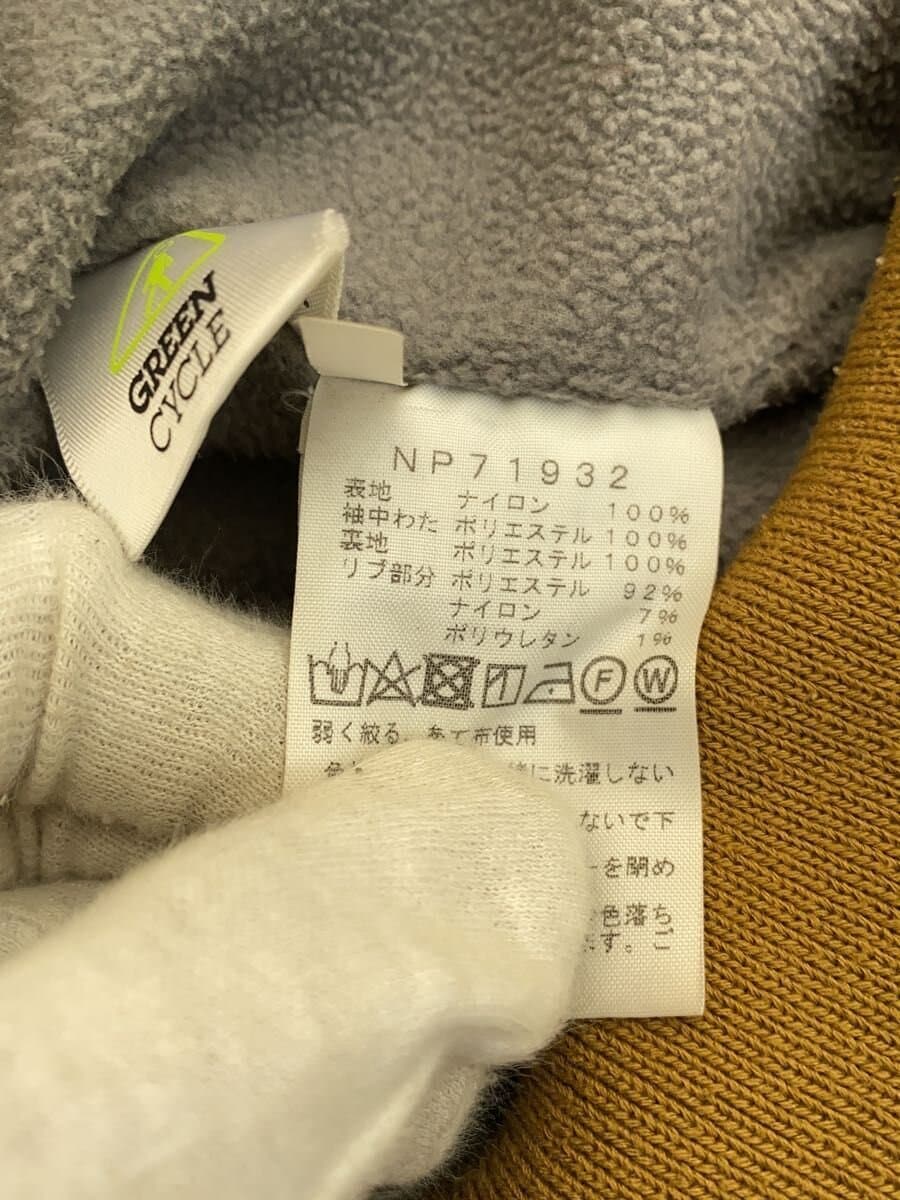 GREEN
CYCLE
NP71932
表地 ナイロン 100%
袖中わた ポリエステル 100%
裏地 ポリエステル 100%
リブ部分 ポリエステル 92%
ナイロン 7%
ポリウレタン 1%
F W
弱く絞る、あて布使用
色 に洗濯しない
ないで下
ーを閉め
色落ち
ます。ご